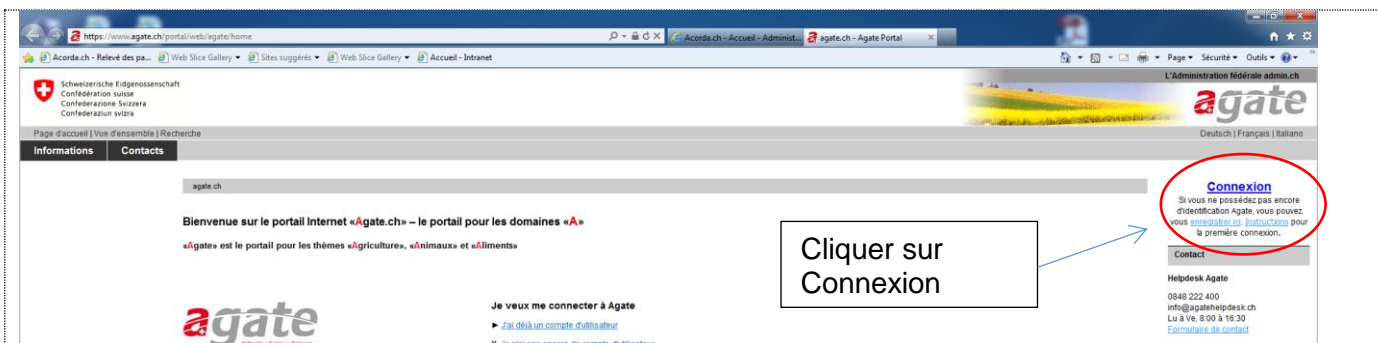 https://www.agate.ch/portal/web/agate/home
Acorda.ch - Accueil - Administ...
agate.ch - Agate Portal
Acorda.ch - Relevé des pa...
Web Slice Gallery
Sites suggérés
Web Slice Gallery
Accueil - Intranet
Page
Sécurité
Outils
Schweizerische Eidgenossenschaft
Confédération suisse
Confederazione Svizzera
Confederaziun svizra
L'Administration fédérale admin.ch
agate
Page d'accueil | Vue d'ensemble | Recherche
Deutsch | Français | Italiano
Informations Contacts
agate.ch
Bienvenue sur le portail Internet «Agate.ch» – le portail pour les domaines «A»
«Agate» est le portail pour les thèmes «Agriculture», «Animaux» et «Aliments»
Connexion
Si vous ne possédez pas encore
d'identification Agate, vous pouvez
vous enregistrer ici. Instructions pour
la première connexion.
Cliquer sur
Connexion
Contact
Helpdesk Agate
0848 222 400
info@agatehelpdesk.ch
Lu à Ve, 8:00 à 16:30
Formulaire de contact
agate
Je veux me connecter à Agate
► J'ai déjà un compte d'utilisateur